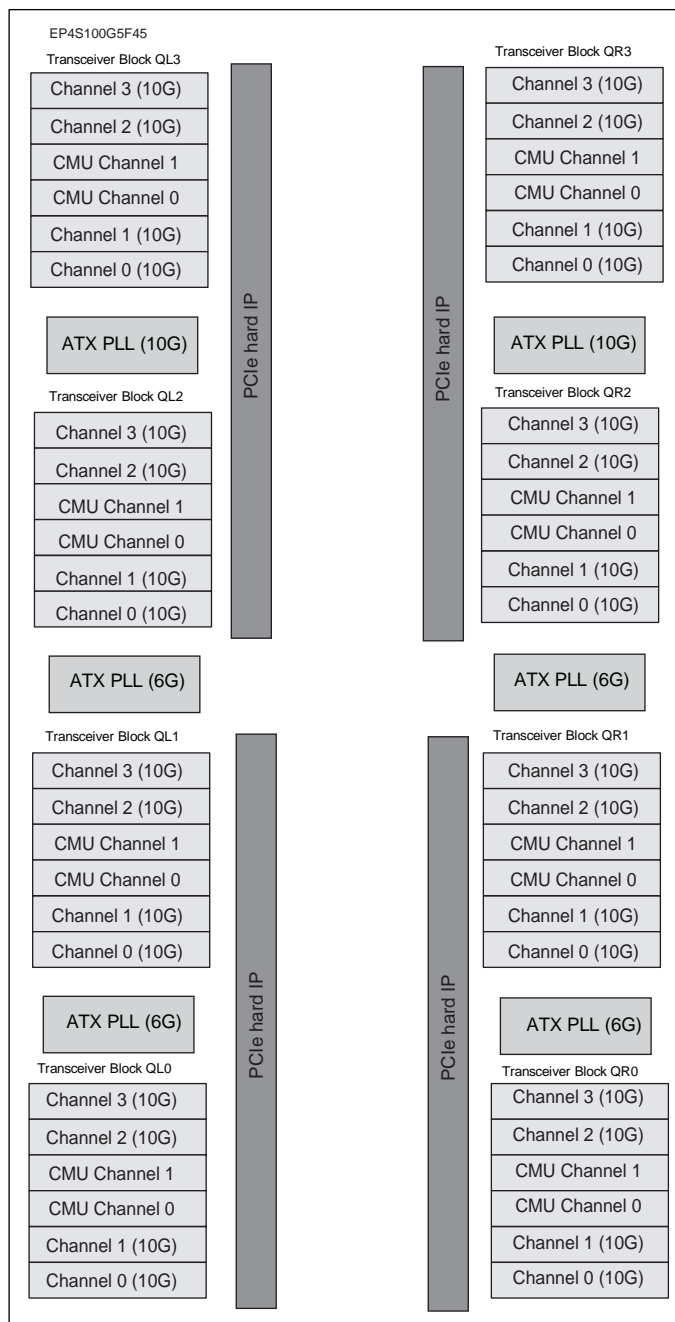 EP4S100G5F45
Transceiver Block QL3
Channel 3 (10G)
Channel 2 (10G)
CMU Channel 1
CMU Channel 0
Channel 1 (10G)
Channel 0 (10G)
ATX PLL (10G)
Transceiver Block QL2
Channel 3 (10G)
Channel 2 (10G)
CMU Channel 1
CMU Channel 0
Channel 1 (10G)
Channel 0 (10G)
PCIe hard IP
ATX PLL (6G)
Transceiver Block QL1
Channel 3 (10G)
Channel 2 (10G)
CMU Channel 1
CMU Channel 0
Channel 1 (10G)
Channel 0 (10G)
ATX PLL (6G)
Transceiver Block QL0
Channel 3 (10G)
Channel 2 (10G)
CMU Channel 1
CMU Channel 0
Channel 1 (10G)
Channel 0 (10G)
PCIe hard IP
Transceiver Block QR3
Channel 3 (10G)
Channel 2 (10G)
CMU Channel 1
CMU Channel 0
Channel 1 (10G)
Channel 0 (10G)
PCIe hard IP
ATX PLL (10G)
Transceiver Block QR2
Channel 3 (10G)
Channel 2 (10G)
CMU Channel 1
CMU Channel 0
Channel 1 (10G)
Channel 0 (10G)
ATX PLL (6G)
Transceiver Block QR1
Channel 3 (10G)
Channel 2 (10G)
CMU Channel 1
CMU Channel 0
Channel 1 (10G)
Channel 0 (10G)
PCIe hard IP
ATX PLL (6G)
Transceiver Block QR0
Channel 3 (10G)
Channel 2 (10G)
CMU Channel 1
CMU Channel 0
Channel 1 (10G)
Channel 0 (10G)